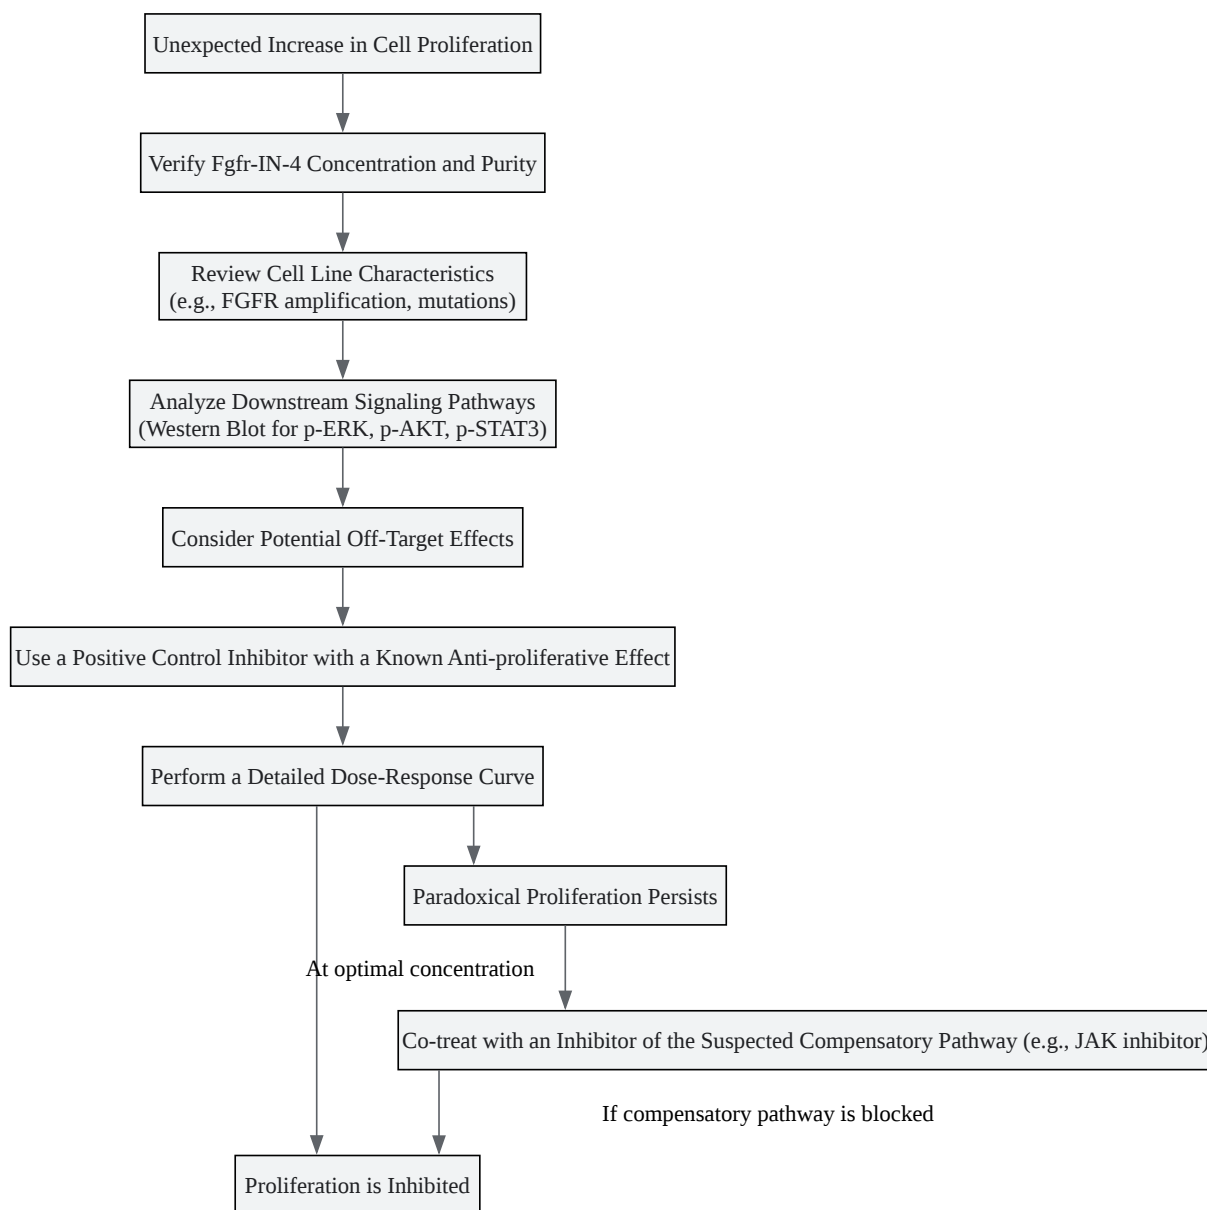 Unexpected Increase in Cell Proliferation
Verify Fgfr-IN-4 Concentration and Purity
Review Cell Line Characteristics
(e.g., FGFR amplification, mutations)
Analyze Downstream Signaling Pathways
(Western Blot for p-ERK, p-AKT, p-STAT3)
Consider Potential Off-Target Effects
Use a Positive Control Inhibitor with a Known Anti-proliferative Effect
Perform a Detailed Dose-Response Curve
Paradoxical Proliferation Persists
At optimal concentration
Co-treat with an Inhibitor of the Suspected Compensatory Pathway (e.g., JAK inhibitor)
If compensatory pathway is blocked
Proliferation is Inhibited